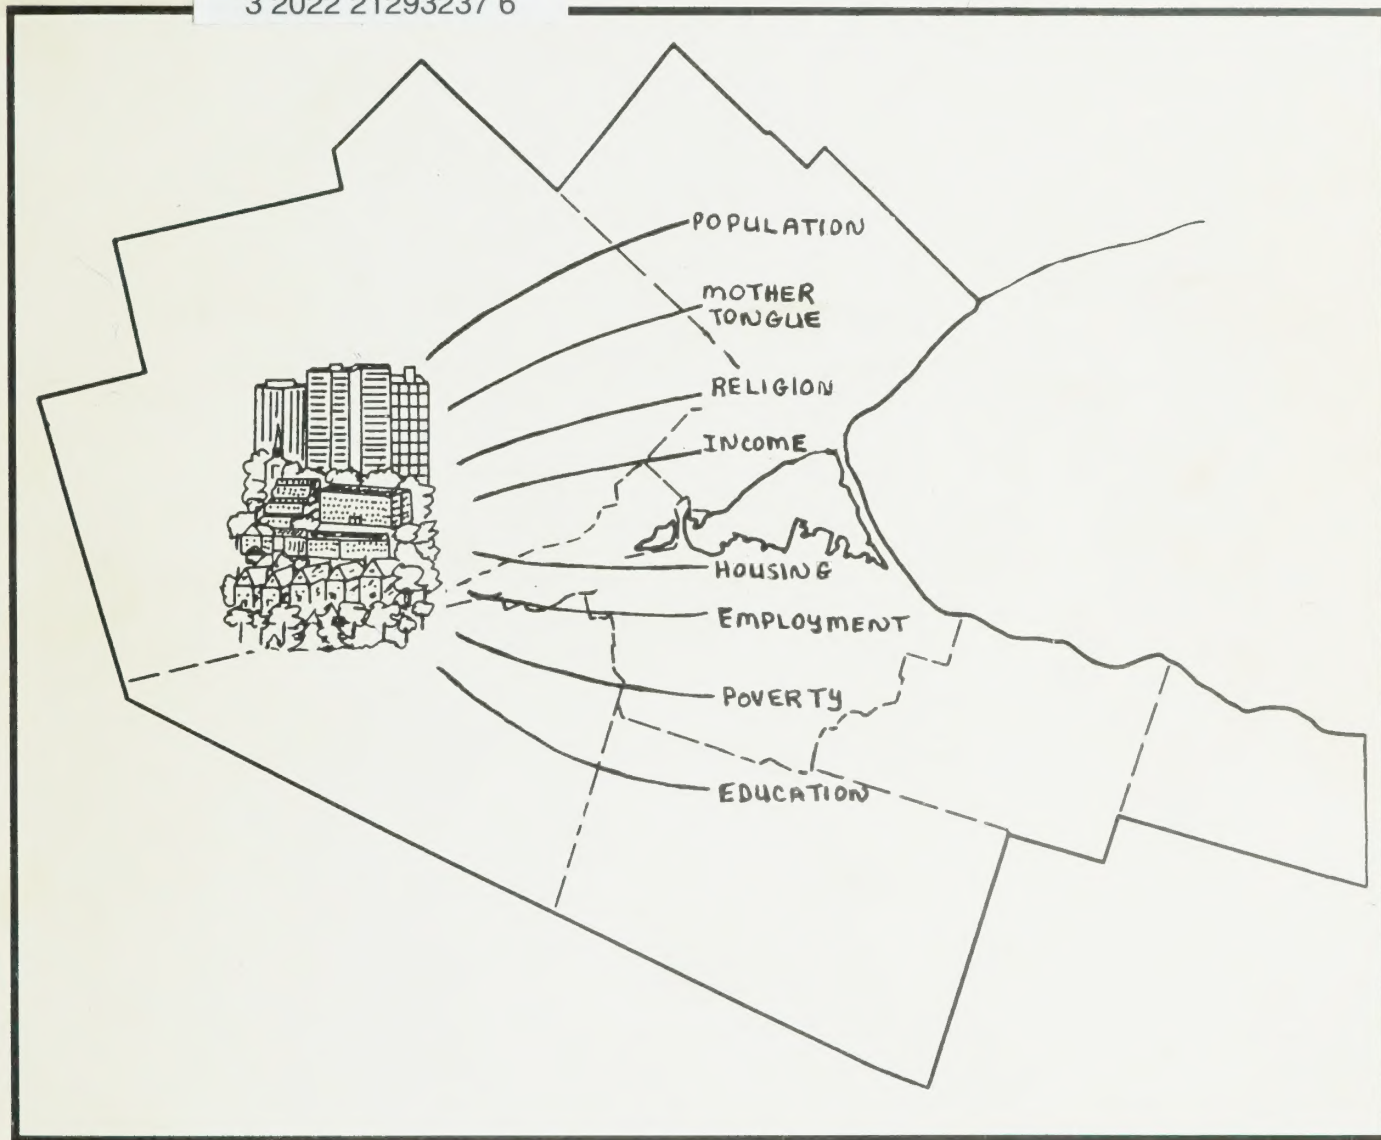 3 2022 21293237 6
POPULATION
MOTHER
TONGUE
RELIGION
INCOME
HOUSING
EMPLOYMENT
POVERTY
EDUCATION